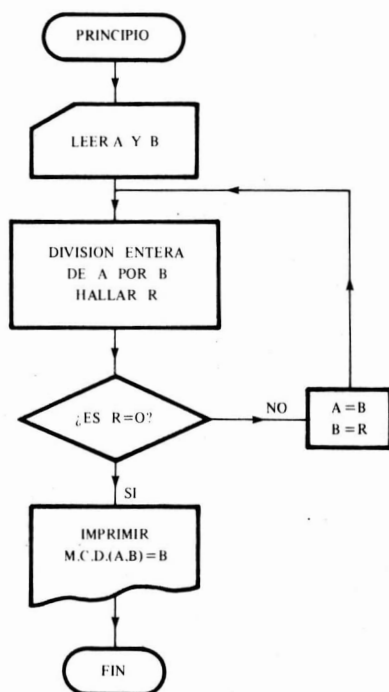 PRINCIPIO
LEER A Y B
DIVISION ENTERA
DE A POR B
HALLAR R
¿ES R=O?
NO
A=B
B=R
SI
IMPRIMIR
M.C.D.(A,B)=B
FIN